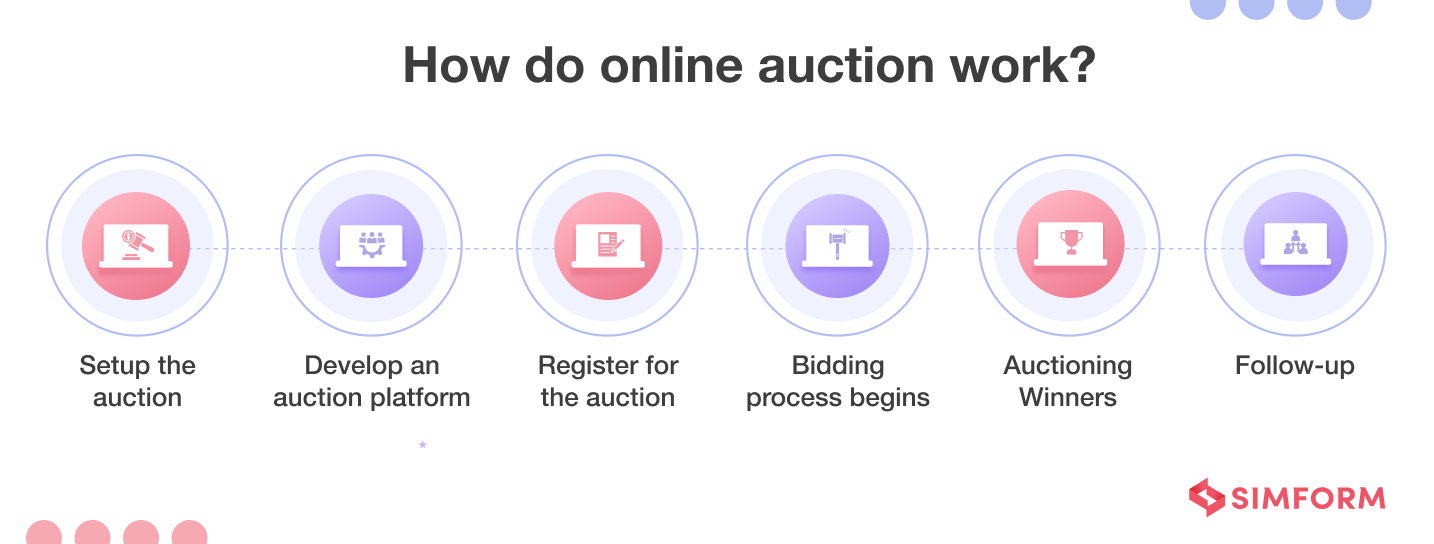 How do online auction work?
Setup the
auction
Develop an
auction platform
Register for
the auction
Bidding
process begins
Auctioning
Winners
Follow-up
SIMFORM